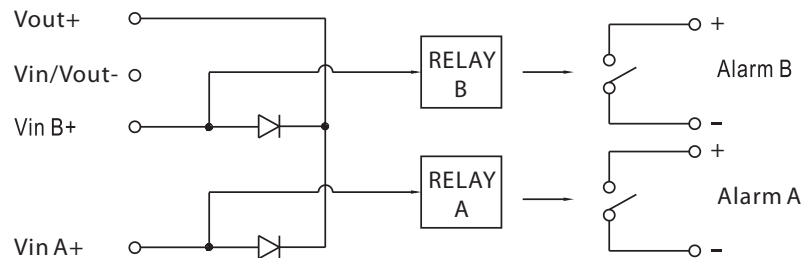 Vout+
Vin/Vout-
Vin B+
Vin A+
RELAY
B
RELAY
A
+
Alarm B
–
+
Alarm A
–